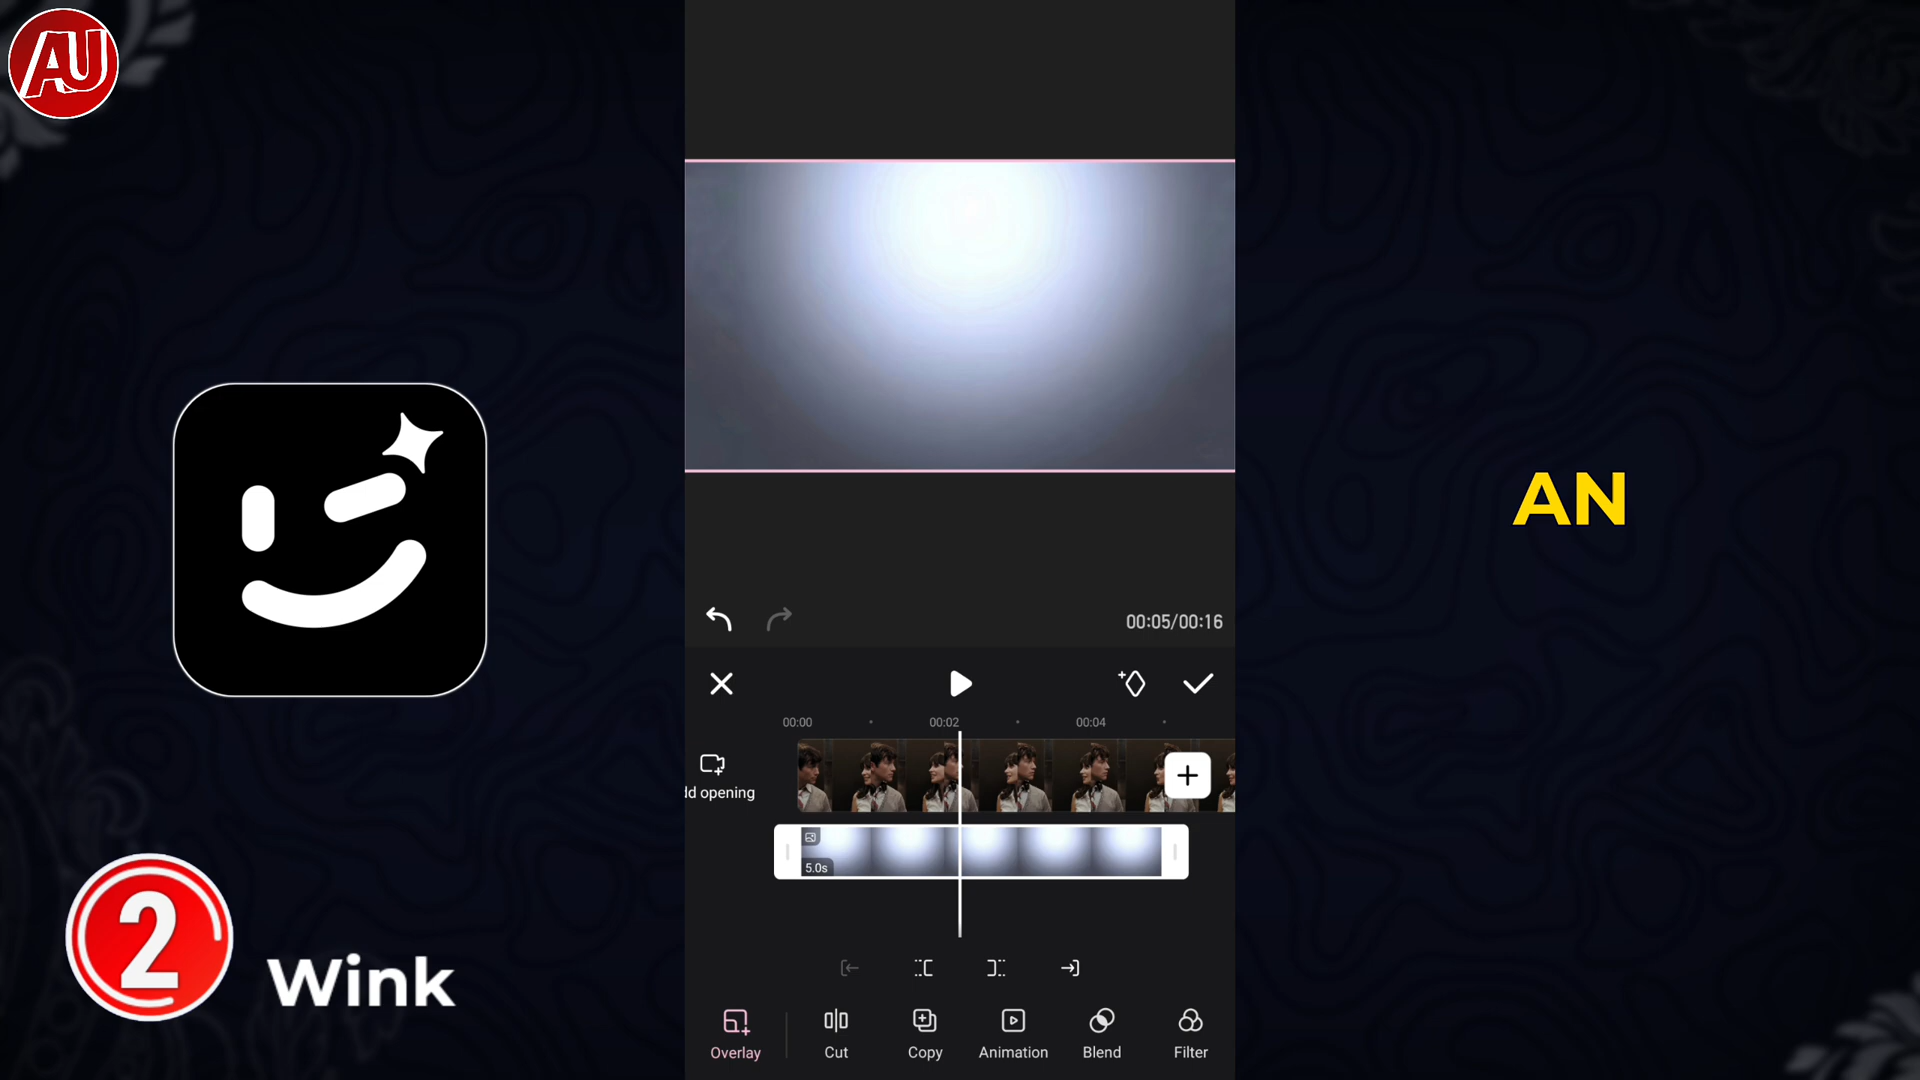 AU
AN
00:05/00:16
00:00
00:02
00:04
dd opening
5.0s
2
Wink
Overlay
Cut
Copy
Animation
Blend
Filter